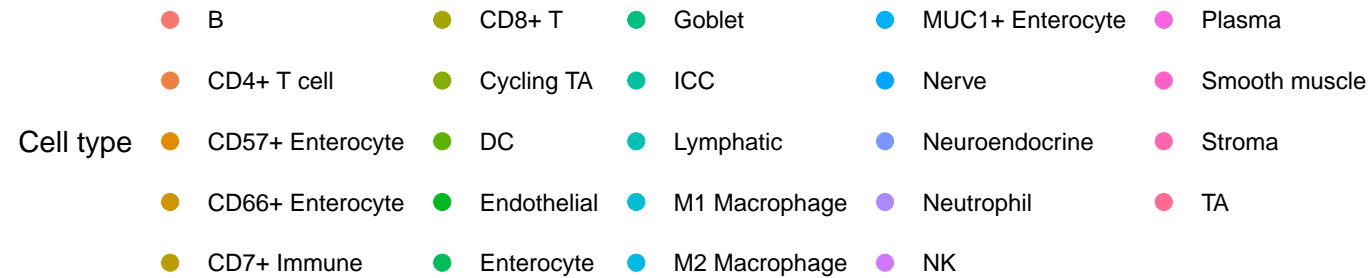 B CD8+ T Goblet MUC1+ Enterocyte Plasma
CD4+ T cell Cycling TA ICC Nerve Smooth muscle
Cell type CD57+ Enterocyte DC Lymphatic Neuroendocrine Stroma
CD66+ Enterocyte Endothelial M1 Macrophage Neutrophil TA
CD7+ Immune Enterocyte M2 Macrophage NK